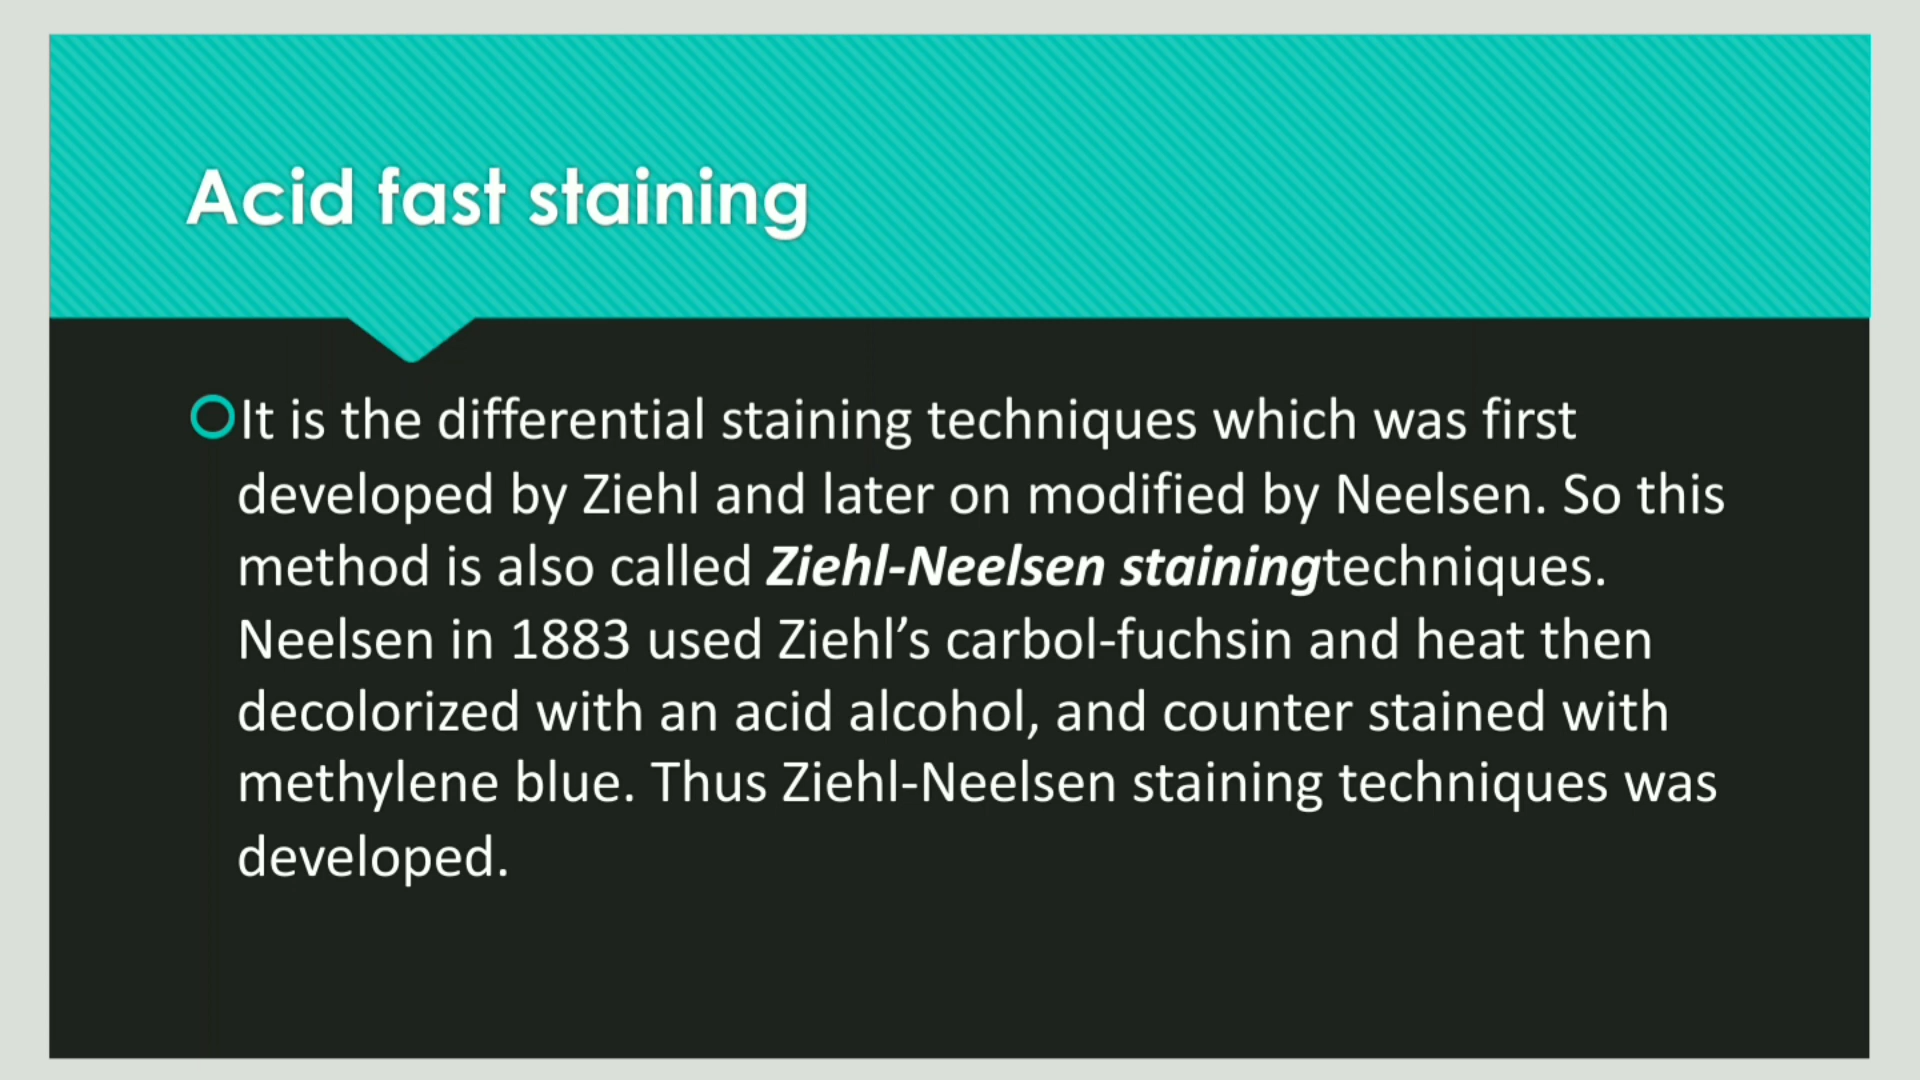 Acid fast staining
It is the differential staining techniques which was first
developed by Ziehl and later on modified by Neelsen. So this
method is also called Ziehl-Neelsen stainingtechniques.
Neelsen in 1883 used Ziehl’s carbol-fuchsin and heat then
decolorized with an acid alcohol, and counter stained with
methylene blue. Thus Ziehl-Neelsen staining techniques was
developed.